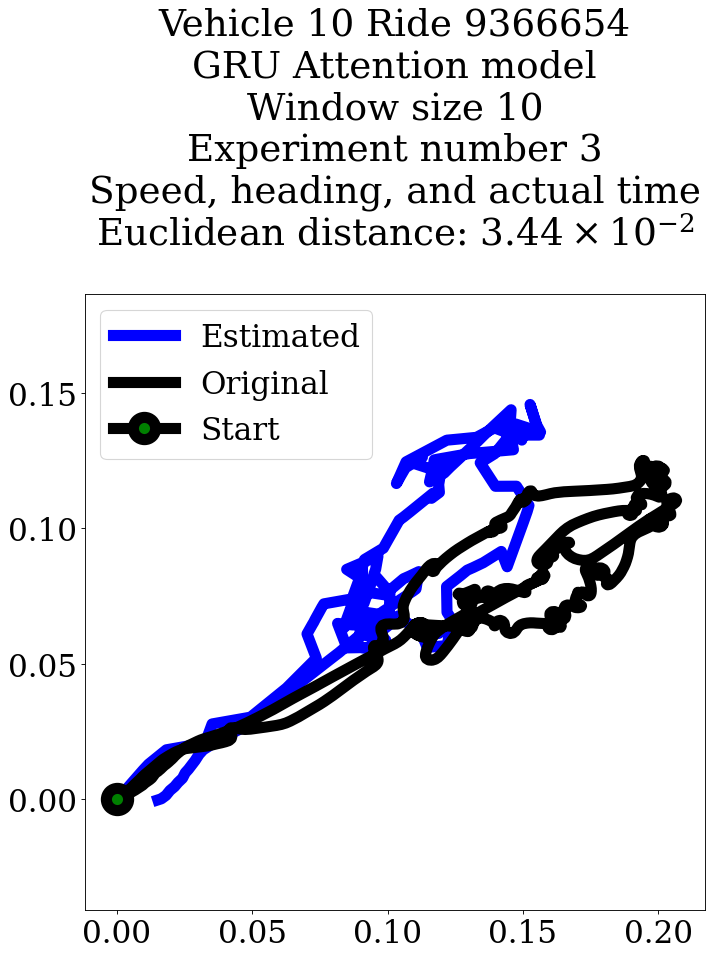 Vehicle 10 Ride 9366654
GRU Attention model
Window size 10
Experiment number 3
Speed, heading, and actual time
Euclidean distance: 3.44 × 10⁻²
Estimated
Original
Start
0.15
0.10
0.05
0.00
0.00 0.05 0.10 0.15 0.20